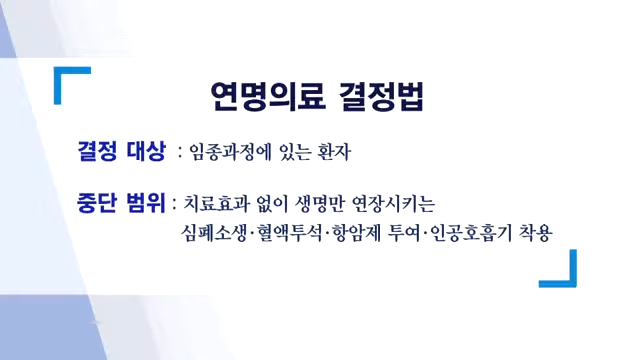 연명의료 결정법
결정 대상 : 임종과정에 있는 환자
중단 범위 : 치료효과 없이 생명만 연장시키는
심폐소생·혈액투석·항암제 투여·인공호흡기 착용